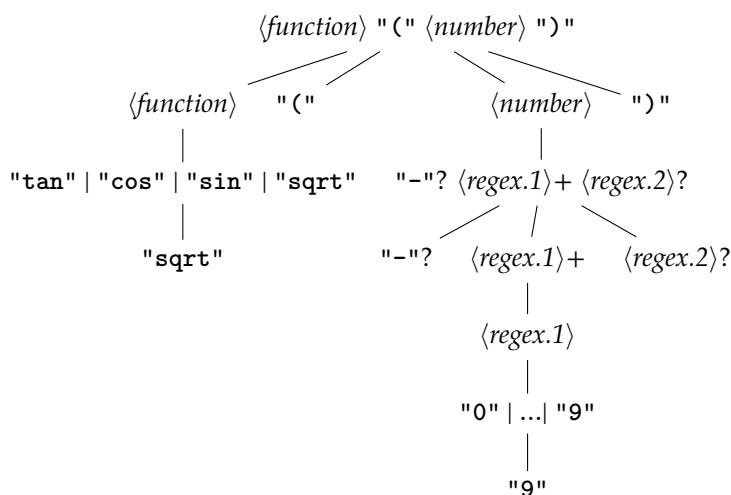 ⟨function⟩ "(" ⟨number⟩ ")"
⟨function⟩ "(" ⟨number⟩ ")"
"tan" | "cos" | "sin" | "sqrt" "-"? ⟨regex.1⟩+ ⟨regex.2⟩?
"sqrt" "-"? ⟨regex.1⟩+ ⟨regex.2⟩?
⟨regex.1⟩
"0" | ...| "9"
"9"